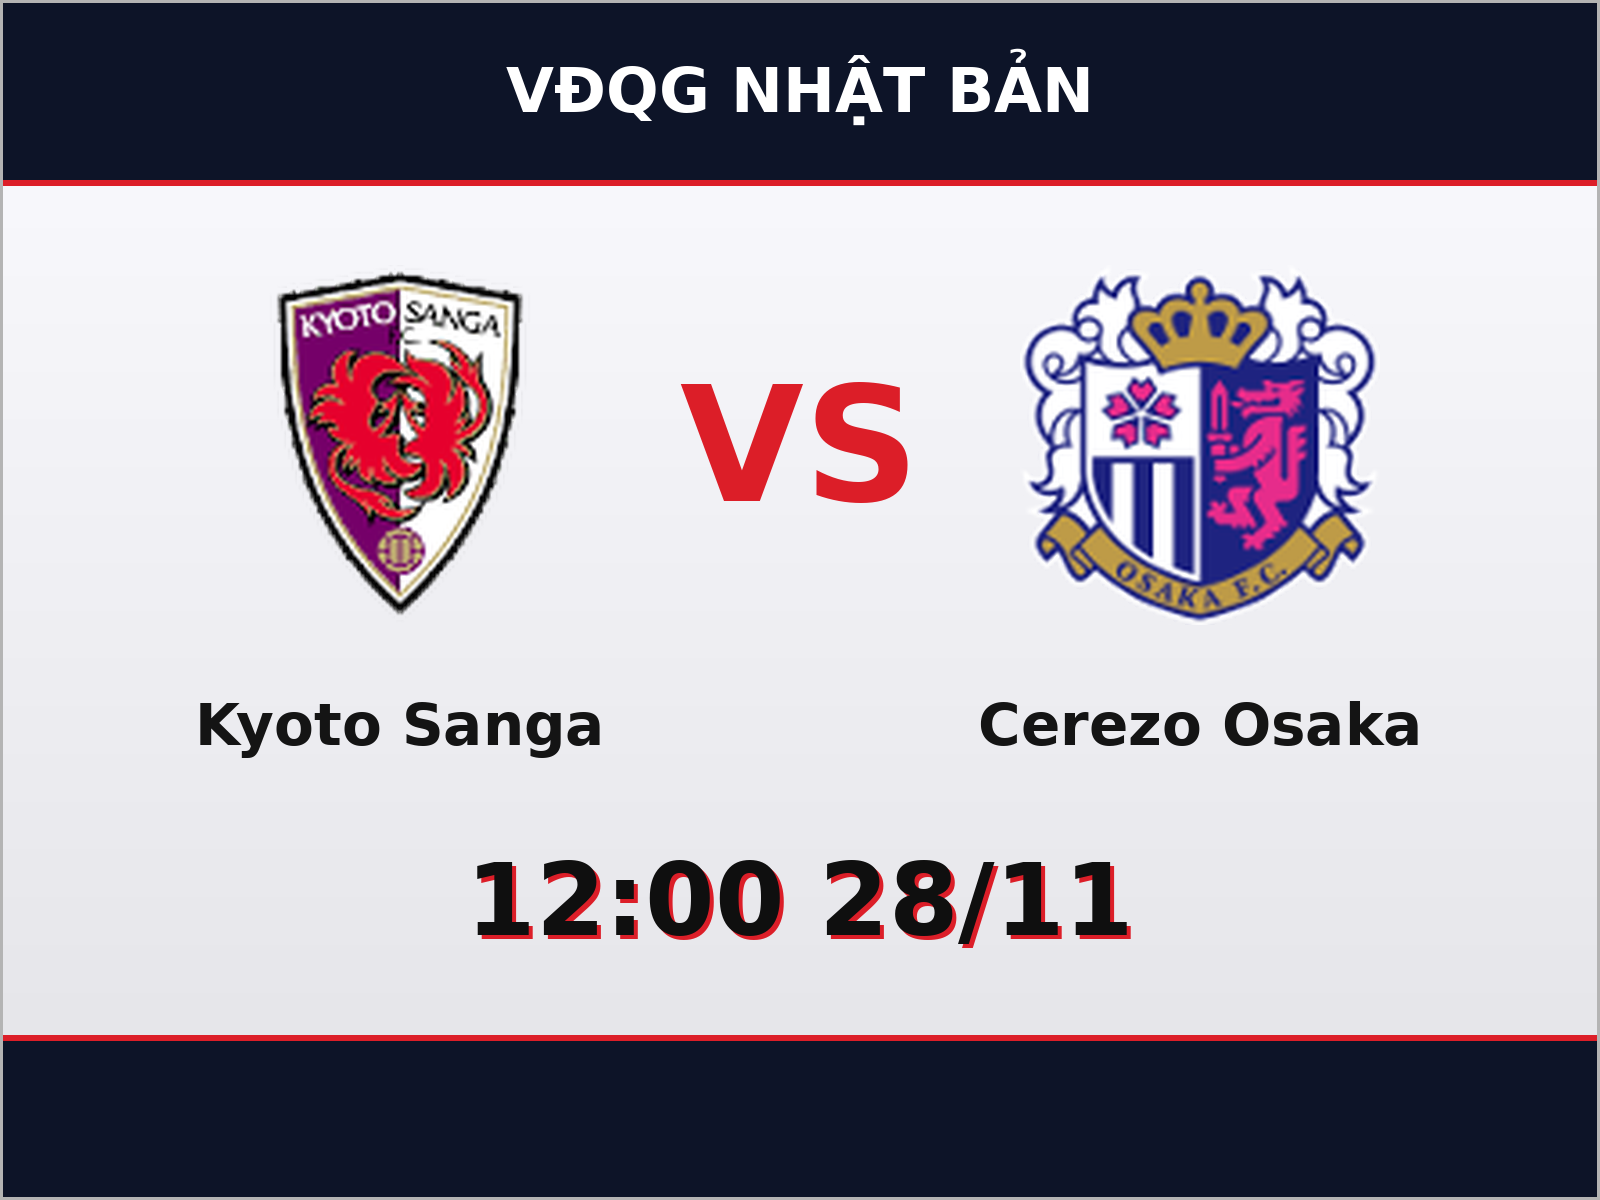 VĐQG NHẬT BẢN
KYOTO SANGA
VS
OSAKA F.C.
Kyoto Sanga
Cerezo Osaka
12:00 28/11